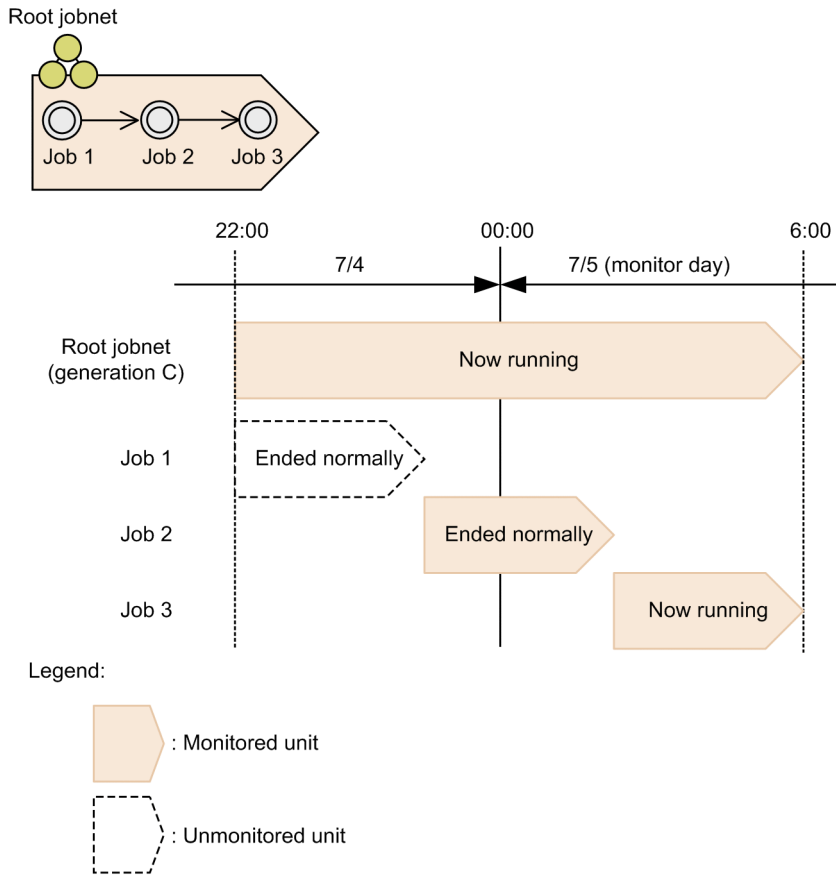 Root jobnet
Job 1 Job 2 Job 3
22:00 00:00 6:00
7/4 7/5 (monitor day)
Root jobnet
(generation C)
Now running
Job 1 Ended normally
Job 2 Ended normally
Job 3 Now running
Legend:
: Monitored unit
: Unmonitored unit